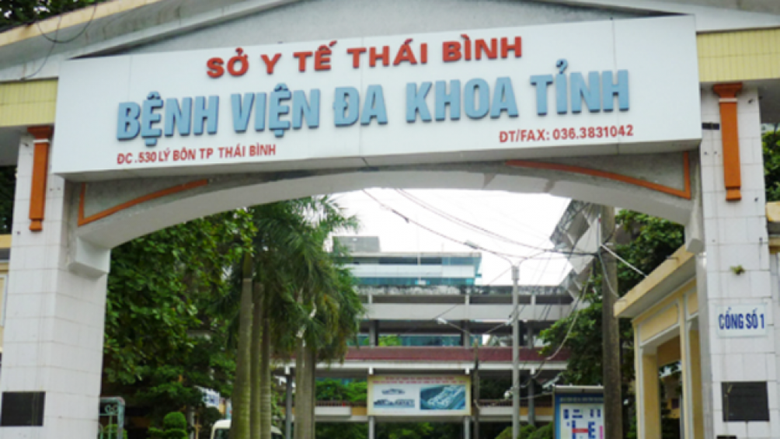 SỞ Y TẾ THÁI BÌNH
BỆNH VIỆN ĐA KHOA TỈNH
ĐC.530 LÝ BÔN TP THÁI BÌNH
ĐT/FAX: 036.3831042
CỔNG SỐ 1